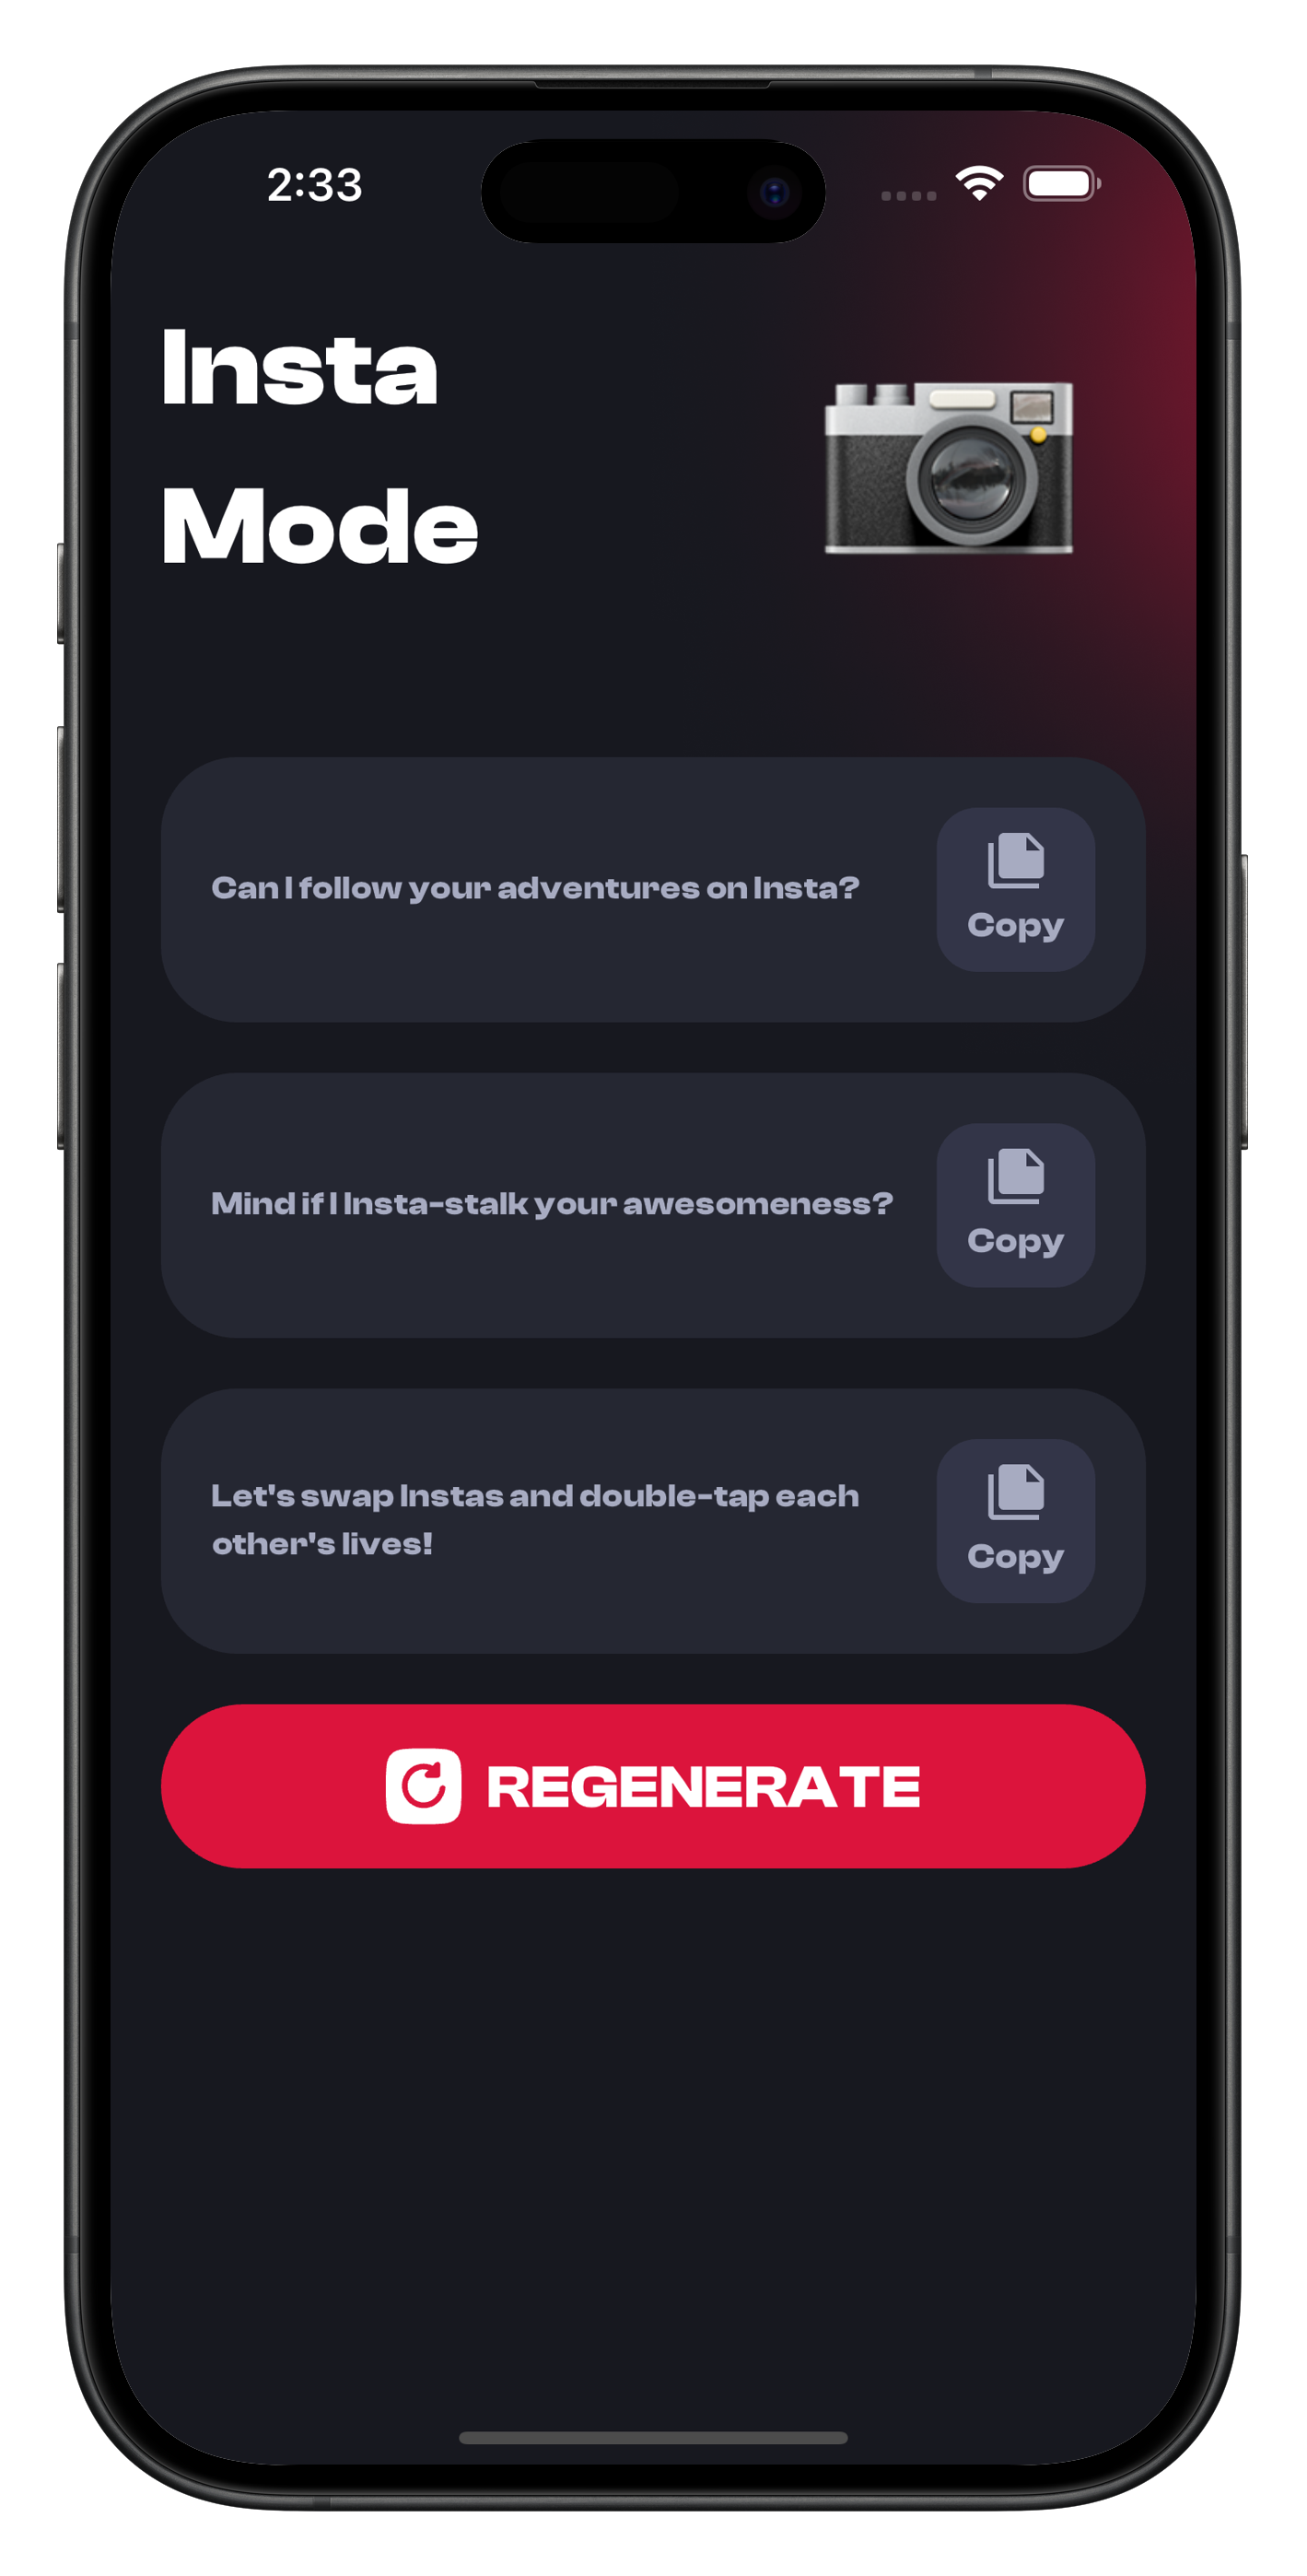 2:33
Insta
Mode
Can I follow your adventures on Insta?
Copy
Mind if I Insta-stalk your awesomeness?
Copy
Let's swap Instas and double-tap each
other's lives!
Copy
REGENERATE